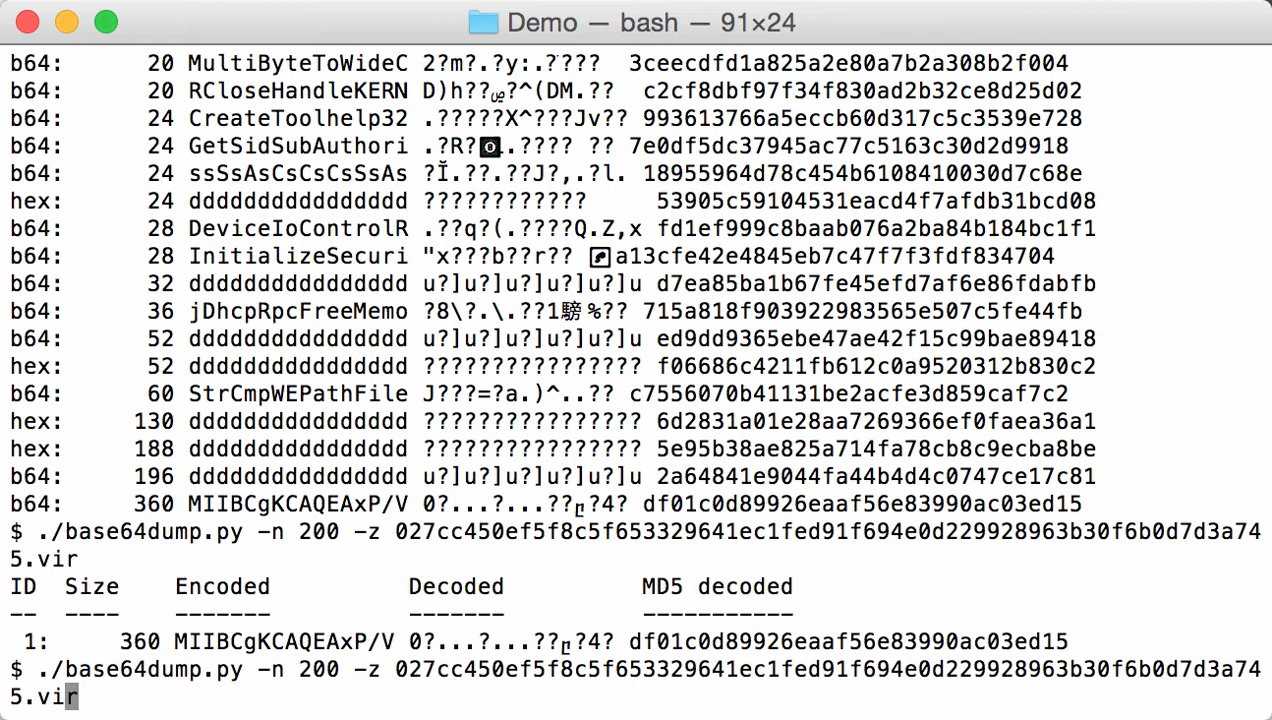 Demo — bash — 91×24
b64: 20 MultiByteToWideC 2?m?.?y:.???? 3ceecdfd1a825a2e80a7b2a308b2f004
b64: 20 RCloseHandleKERN D)h??ص?^(DM.?? c2cf8dbf97f34f830ad2b32ce8d25d02
b64: 24 CreateToolhelp32 .?????X^???Jv?? 993613766a5eccb60d317c5c3539e728
b64: 24 GetSidSubAuthori .?R? .???? ?? 7e0df5dc37945ac77c5163c30d2d9918
b64: 24 ssSsAsCsCsCsSsAs ?Ǐ.??.??J?,.?l. 18955964d78c454b6108410030d7c68e
hex: 24 dddddddddddddddd ???????????? 53905c59104531eacd4f7afdb31bcd08
b64: 28 DeviceIoControlR .??q?(.????Q.Z,x fd1ef999c8baab076a2ba84b184bc1f1
b64: 28 InitializeSecuri "x???b??r?? a13cfe42e4845eb7c47f7f3fdf834704
b64: 32 dddddddddddddddd u?]u?]u?]u?]u?]u d7ea85ba1b67fe45efd7af6e86fdabfb
b64: 36 jDhcpRpcFreeMemo ?8\?.\.??1騯%?? 715a818f903922983565e507c5fe44fb
b64: 52 dddddddddddddddd u?]u?]u?]u?]u?]u ed9dd9365ebe47ae42f15c99bae89418
hex: 52 dddddddddddddddd ???????????????? f06686c4211fb612c0a9520312b830c2
b64: 60 StrCmpWEPathFile J???=?a.)^..?? c7556070b41131be2acfe3d859caf7c2
hex: 130 dddddddddddddddd ???????????????? 6d2831a01e28aa7269366ef0faea36a1
hex: 188 dddddddddddddddd ???????????????? 5e95b38ae825a714fa78cb8c9ecba8be
b64: 196 dddddddddddddddd u?]u?]u?]u?]u?]u 2a64841e9044fa44b4d4c0747ce17c81
b64: 360 MIIBCgKCAQEAxP/V 0?...?...??ӷ?4? df01c0d89926eaaf56e83990ac03ed15
$ ./base64dump.py -n 200 -z 027cc450ef5f8c5f653329641ec1fed91f694e0d229928963b30f6b0d7d3a74
5.vir
ID Size Encoded Decoded MD5 decoded
-- ---- ------- ------- -----------
1: 360 MIIBCgKCAQEAxP/V 0?...?...??ӷ?4? df01c0d89926eaaf56e83990ac03ed15
$ ./base64dump.py -n 200 -z 027cc450ef5f8c5f653329641ec1fed91f694e0d229928963b30f6b0d7d3a74
5.vir